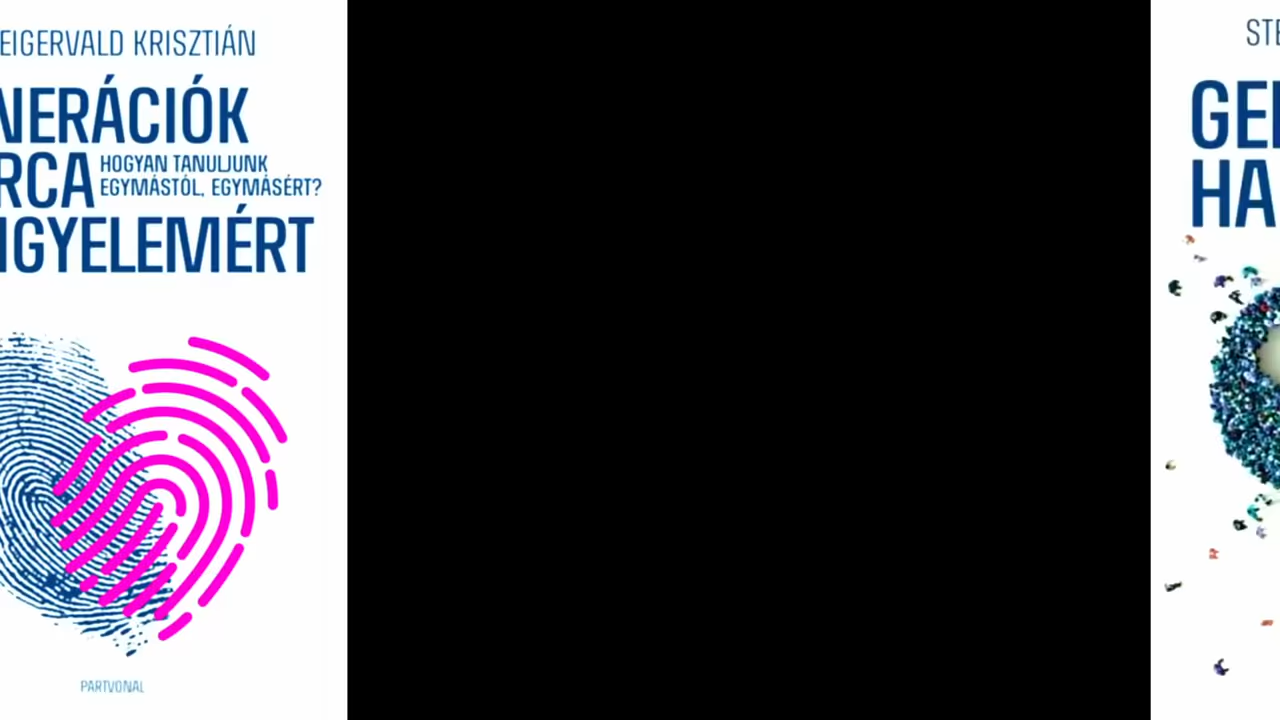 EIGERVALD KRISZTIÁN
NERÁCIÓK
RCA
HOGYAN TANULJUNK
EGYMÁSTÓL, EGYMÁSÉRT?
IGYELEMÉRT
PARTVONAL
STE
GE
HA